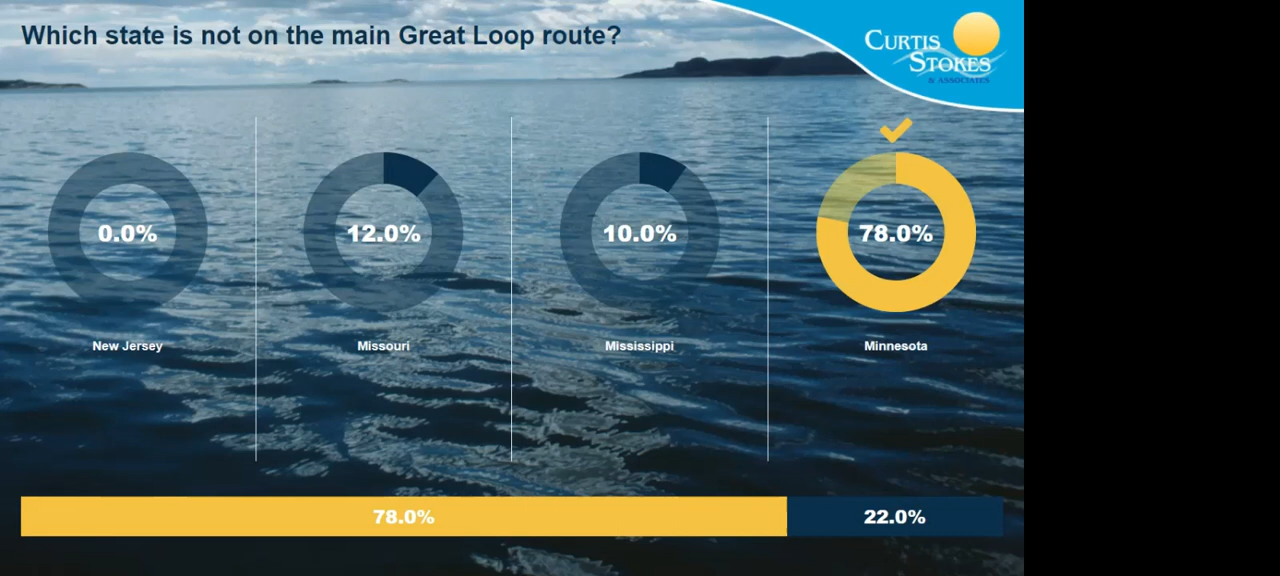 Which state is not on the main Great Loop route?
CURTIS
STOKES
& ASSOCIATES
0.0%
12.0%
10.0%
78.0%
New Jersey
Missouri
Mississippi
Minnesota
78.0%
22.0%